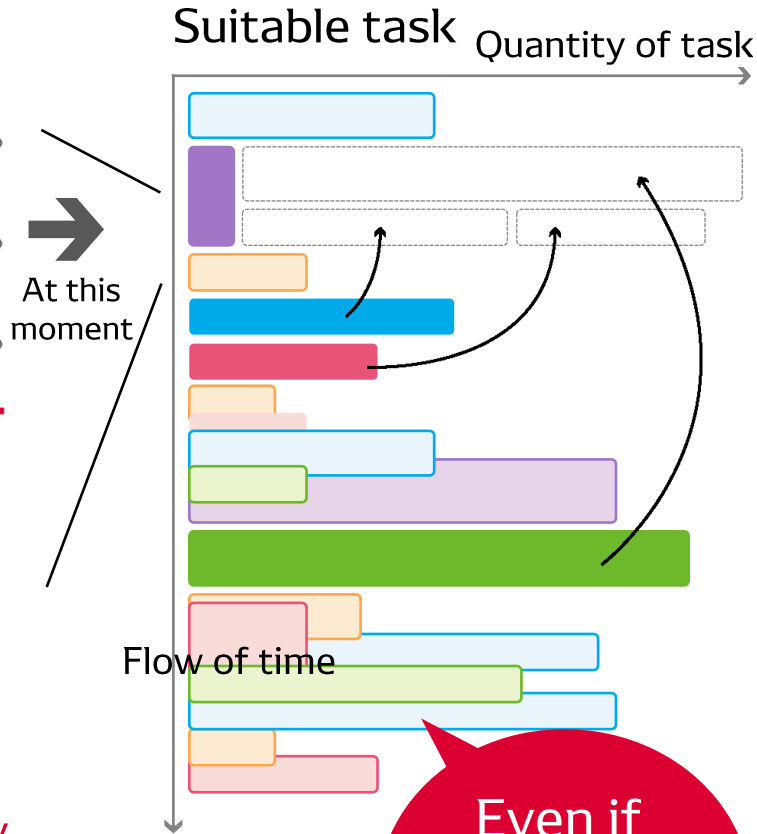 Suitable task
Quantity of task
At this
moment
Flow of time
Even if